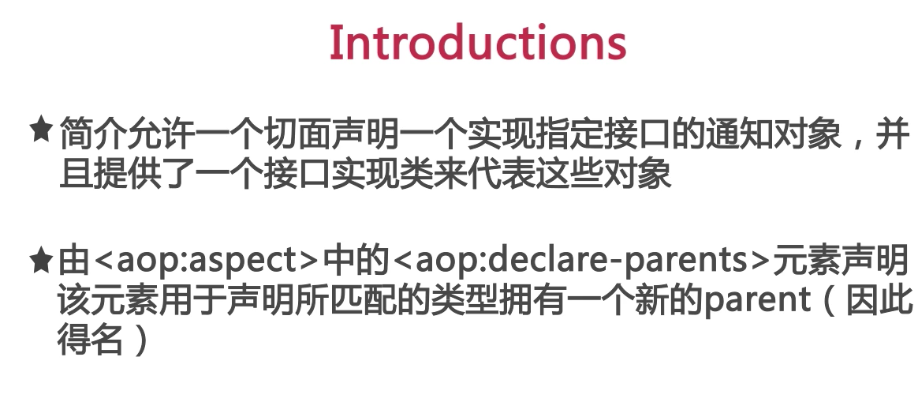 Introductions
★简介允许一个切面声明一个实现指定接口的通知对象，并
且提供了一个接口实现类来代表这些对象
★由<aop:aspect>中的<aop:declare-parents>元素声明
该元素用于声明所匹配的类型拥有一个新的parent（因此
得名）